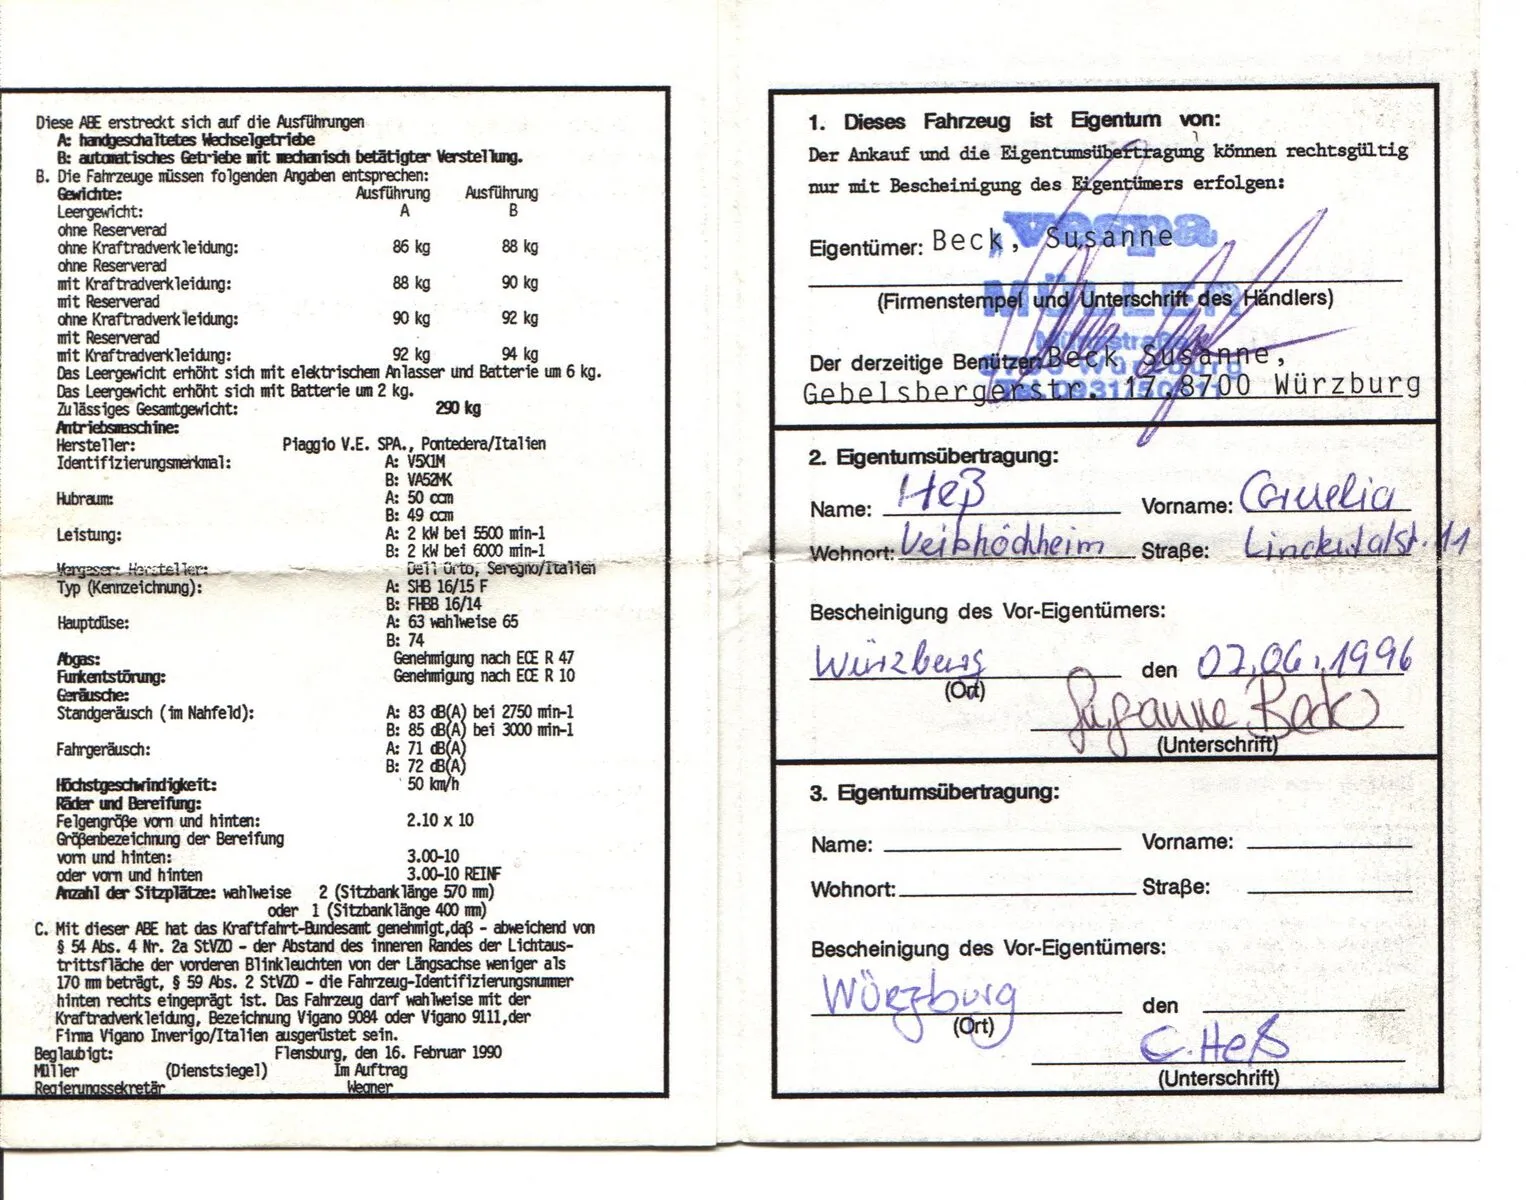 Diese ABE erstreckt sich auf die Ausführungen
A: handgeschaltetes Wechselgetriebe
B: automatisches Getriebe mit mechanisch betätigter Verstellung.
B. Die Fahrzeuge müssen folgenden Angaben entsprechen:
Gewichte: Ausführung Ausführung
Leergewicht: A B
ohne Reserverad
ohne Kraftradverkleidung: 86 kg 88 kg
ohne Reserverad
mit Kraftradverkleidung: 88 kg 90 kg
mit Reserverad
ohne Kraftradverkleidung: 90 kg 92 kg
mit Reserverad
mit Kraftradverkleidung: 92 kg 94 kg
Das Leergewicht erhöht sich mit elektrischem Anlasser und Batterie um 6 kg.
Das Leergewicht erhöht sich mit Batterie um 2 kg.
Zulässiges Gesamtgewicht: 290 kg
Antriebsmaschine:
Hersteller: Piaggio V.E. SPA., Pontedera/Italien
Identifizierungsmerkmal: A: V5X1M
B: VA52MK
Hubraum: A: 50 ccm
B: 49 ccm
Leistung: A: 2 kW bei 5500 min-1
B: 2 kW bei 6000 min-1
Vergaser: Hersteller: Dell Orto, Seregno/Italien
Typ (Kennzeichnung): A: SHB 16/15 F
B: FHBB 16/14
Hauptdüse: A: 63 wahlweise 65
B: 74
Abgas: Genehmigung nach ECE R 47
Funkentstörung: Genehmigung nach ECE R 10
Geräusche:
Standgeräusch (im Nahfeld): A: 83 dB(A) bei 2750 min-1
B: 85 dB(A) bei 3000 min-1
Fahrgeräusch: A: 71 dB(A)
B: 72 dB(A)
Höchstgeschwindigkeit: 50 km/h
Räder und Bereifung:
Felgengröße vorn und hinten: 2.10 x 10
Größenbezeichnung der Bereifung
vorn und hinten: 3.00-10
oder vorn und hinten 3.00-10 REINF
Anzahl der Sitzplätze: wahlweise 2 (Sitzbanklänge 570 mm)
oder 1 (Sitzbanklänge 400 mm)
C. Mit dieser ABE hat das Kraftfahrt-Bundesamt genehmigt,daß - abweichend von
§ 54 Abs. 4 Nr. 2a StVZO - der Abstand des inneren Randes der Lichtaus-
trittsfläche der vorderen Blinkleuchten von der Längsachse weniger als
170 mm beträgt, § 59 Abs. 2 StVZO - die Fahrzeug-Identifizierungsnummer
hinten rechts eingeprägt ist. Das Fahrzeug darf wahlweise mit der
Kraftradverkleidung, Bezeichnung Vigano 9084 oder Vigano 9111,der
Firma Vigano Inverigo/Italien ausgerüstet sein.
Beglaubigt: Flensburg, den 16. Februar 1990
Müller (Dienstsiegel) Im Auftrag
Regierungssekretär Wegner
1. Dieses Fahrzeug ist Eigentum von:
Der Ankauf und die Eigentumsübertragung können rechtsgültig
nur mit Bescheinigung des Eigentümers erfolgen:
vespa
Eigentümer: Beck, Susanne
MÜLLER
(Firmenstempel und Unterschrift des Händlers)
Der derzeitige Benützer Beck Susanne,
Gebelsbergerstr. 17,8700 Würzburg
2. Eigentumsübertragung:
Name: Heß Vorname: Cornelia
Wohnort: Veitshöchheim Straße: 11
Bescheinigung des Vor-Eigentümers:
Würzburg den 07.06.1996
(Ort)
Susanne Beck
(Unterschrift)
3. Eigentumsübertragung:
Name: Vorname:
Wohnort: Straße:
Bescheinigung des Vor-Eigentümers:
Würzburg den
(Ort)
C. Heß
(Unterschrift)